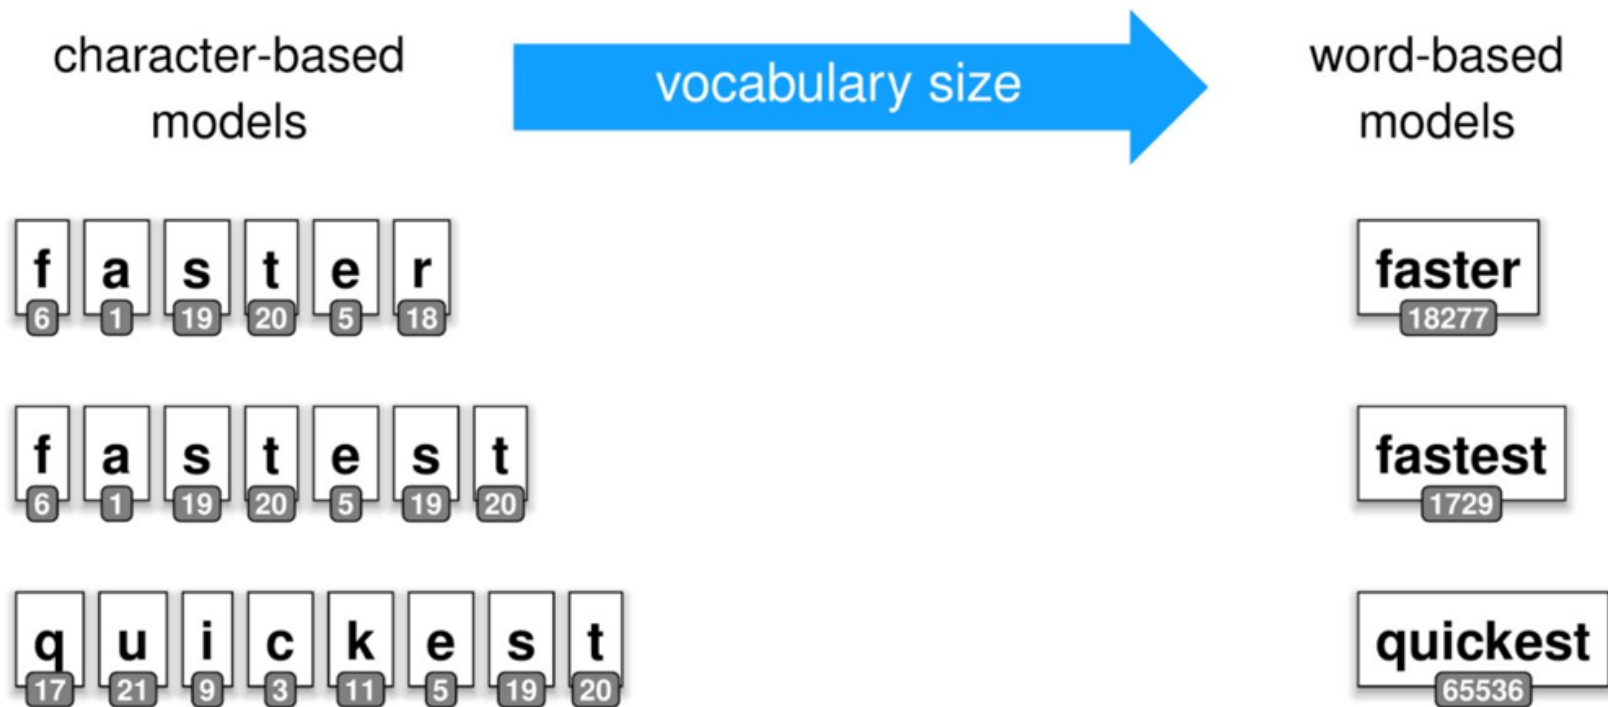 character-based
models
vocabulary size
word-based
models
f a s t e r
6 1 19 20 5 18
faster
18277
f a s t e s t
6 1 19 20 5 19 20
fastest
1729
q u i c k e s t
17 21 9 3 11 5 19 20
quickest
65536